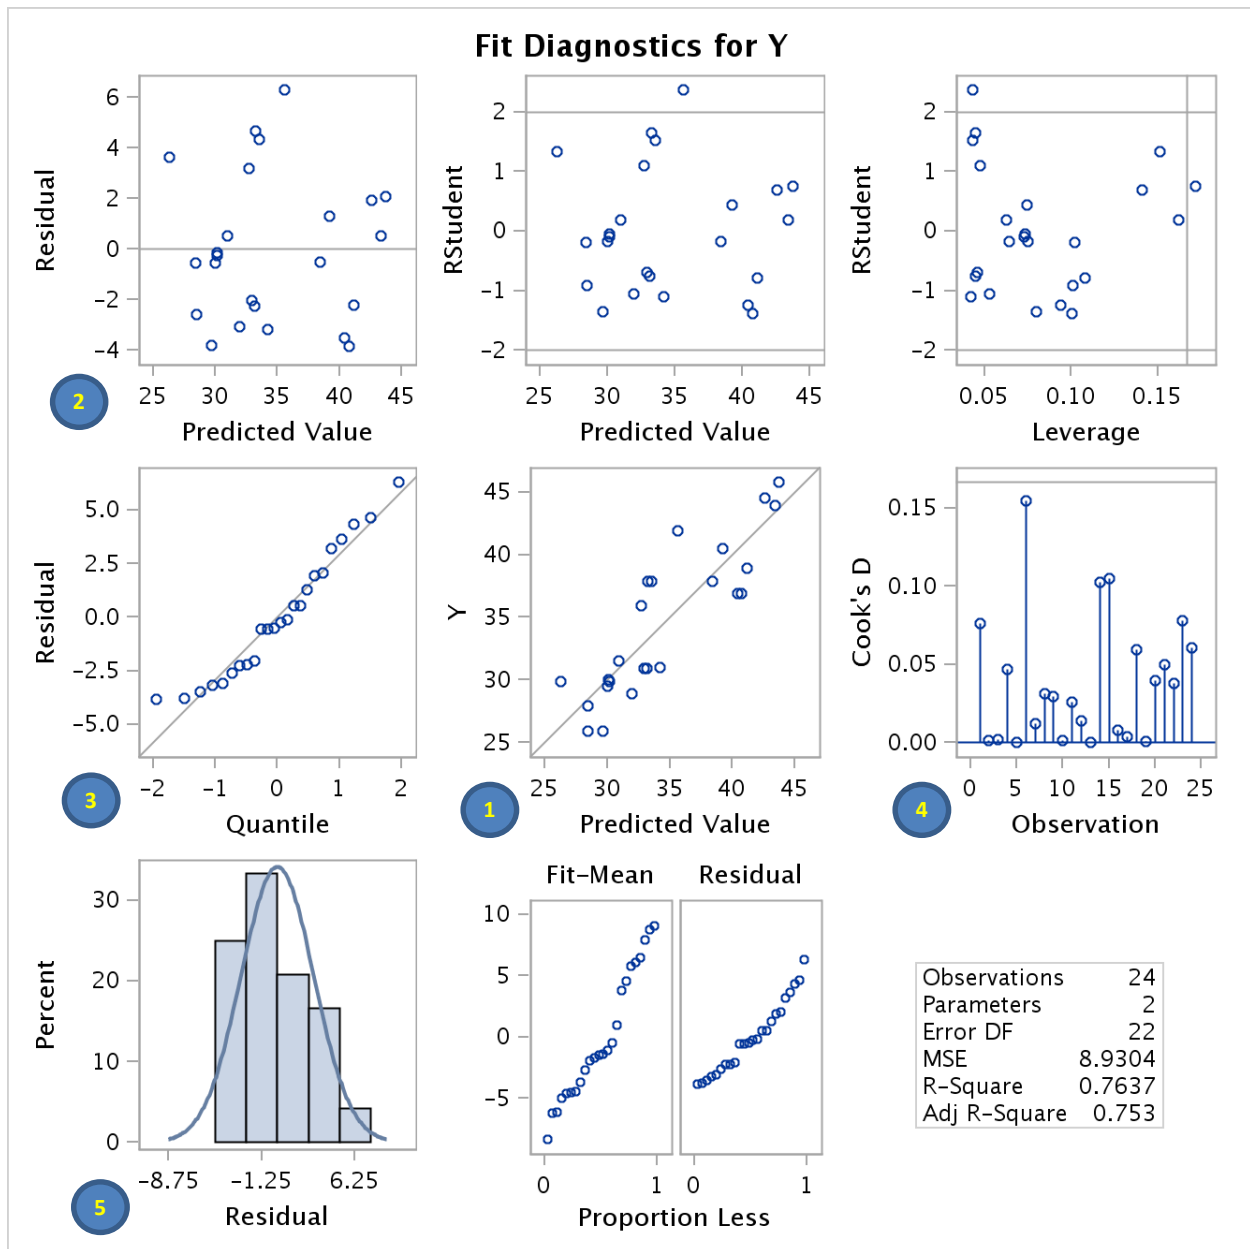 Fit Diagnostics for Y
Residual
6
4
2
0
−2
−4
25 30 35 40 45
Predicted Value
2
RStudent
2
1
0
−1
−2
25 30 35 40 45
Predicted Value
RStudent
2
1
0
−1
−2
0.05 0.10 0.15
Leverage
Residual
5.0
2.5
0.0
−2.5
−5.0
−2 −1 0 1 2
Quantile
3
Y
45
40
35
30
25
25 30 35 40 45
Predicted Value
1
Cook's D
0.15
0.10
0.05
0.00
0 5 10 15 20 25
Observation
4
Percent
30
20
10
0
−8.75 −1.25 6.25
Residual
5
Fit−Mean Residual
10
5
0
−5
0 1 0 1
Proportion Less
Observations 24
Parameters 2
Error DF 22
MSE 8.9304
R−Square 0.7637
Adj R−Square 0.753